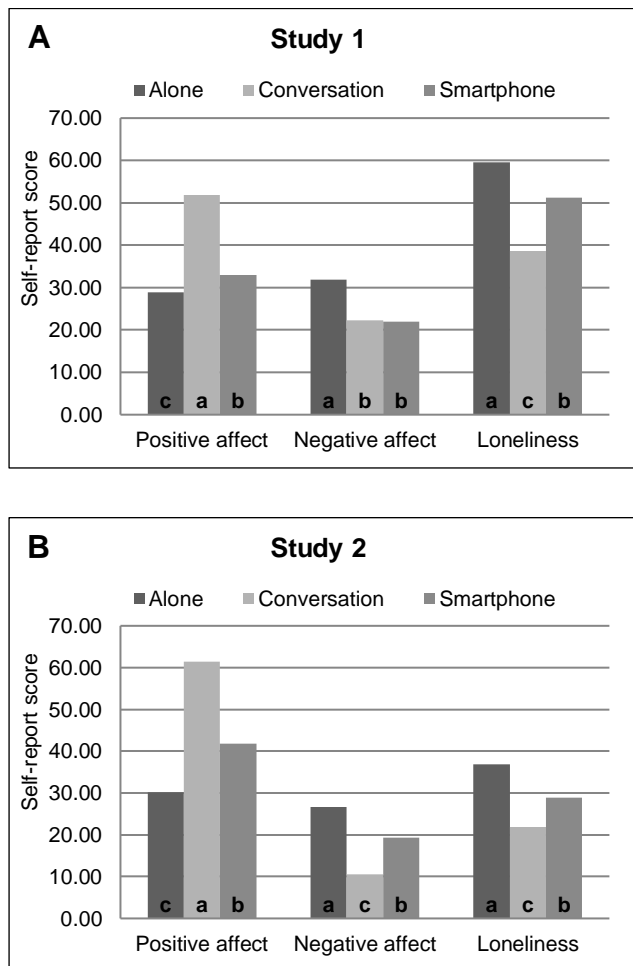 A
Study 1
Alone Conversation Smartphone
70.00
60.00
50.00
40.00
30.00
20.00
10.00
0.00
Self-report score
c a b a b b a c b
Positive affect Negative affect Loneliness
B
Study 2
Alone Conversation Smartphone
70.00
60.00
50.00
40.00
30.00
20.00
10.00
0.00
Self-report score
c a b a c b a c b
Positive affect Negative affect Loneliness